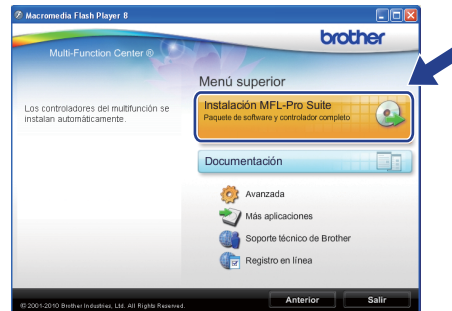 Macromedia Flash Player 8
brother
Multi-Function Center ®
Menú superior
Los controladores del multifunción se
instalan automáticamente.
Instalación MFL-Pro Suite
Paquete de software y controlador completo
Documentación
Avanzada
Más aplicaciones
Soporte técnico de Brother
Registro en línea
© 2001-2010 Brother Industries, Ltd. All Rights Reserved.
Anterior
Salir